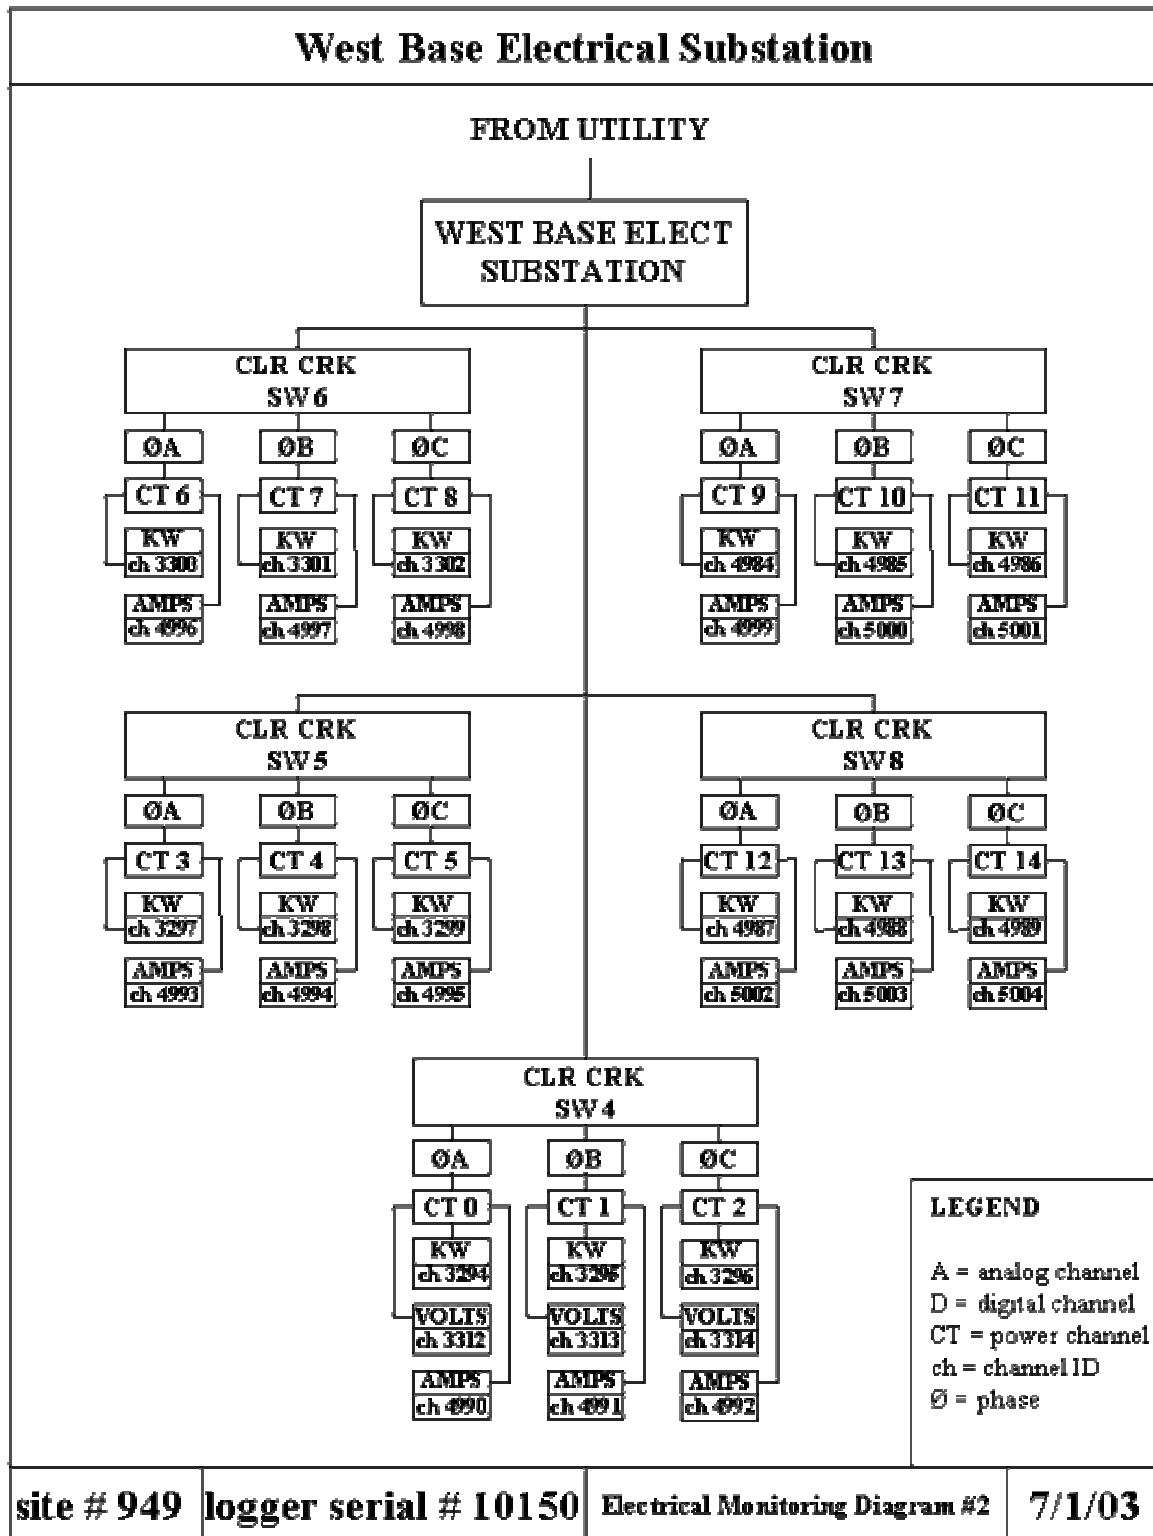 West Base Electrical Substation
FROM UTILITY
WEST BASE ELECT
SUBSTATION
CLR CRK
SW 6
ØA ØB ØC
CT 6 CT 7 CT 8
KW KW KW
ch 3300 ch 3301 ch 3302
AMPS AMPS AMPS
ch 4996 ch 4997 ch 4998
CLR CRK
SW 7
ØA ØB ØC
CT 9 CT 10 CT 11
KW KW KW
ch 4984 ch 4985 ch 4986
AMPS AMPS AMPS
ch 4999 ch 5000 ch 5001
CLR CRK
SW 5
ØA ØB ØC
CT 3 CT 4 CT 5
KW KW KW
ch 3297 ch 3298 ch 3299
AMPS AMPS AMPS
ch 4993 ch 4994 ch 4995
CLR CRK
SW 8
ØA ØB ØC
CT 12 CT 13 CT 14
KW KW KW
ch 4987 ch 4988 ch 4989
AMPS AMPS AMPS
ch 5002 ch 5003 ch 5004
CLR CRK
SW 4
ØA ØB ØC
CT 0 CT 1 CT 2
KW KW KW
ch 3294 ch 3295 ch 3296
VOLTS VOLTS VOLTS
ch 3312 ch 3313 ch 3314
AMPS AMPS AMPS
ch 4990 ch 4991 ch 4992
LEGEND
A = analog channel
D = digital channel
CT = power channel
ch = channel ID
Ø = phase
site # 949 logger serial # 10150 Electrical Monitoring Diagram #2 7/1/03